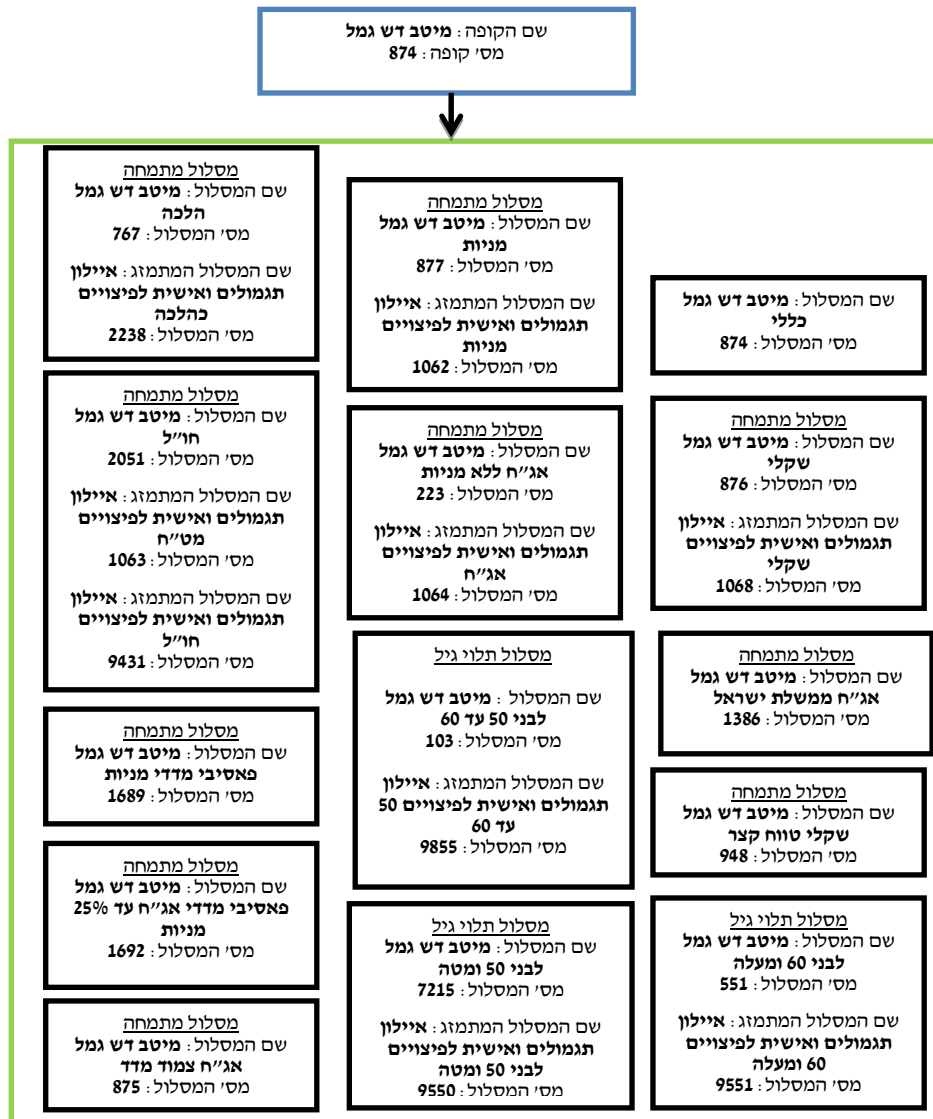 שם הקופה: מיטב דש גמל
מס׳ קופה: 874
שם המסלול: מיטב דש גמל
כללי
מס׳ המסלול: 874
מסלול מתמחה
שם המסלול: מיטב דש גמל
שקלי
מס׳ המסלול: 876
שם המסלול המתמזג: איילון
תגמולים ואישית לפיצויים
שקלי
מס׳ המסלול: 1068
מסלול מתמחה
שם המסלול: מיטב דש גמל
אג״ח ממשלת ישראל
מס׳ המסלול: 1386
מסלול מתמחה
שם המסלול: מיטב דש גמל
שקלי טווח קצר
מס׳ המסלול: 948
מסלול תלוי גיל
שם המסלול: מיטב דש גמל
לבני 60 ומעלה
מס׳ המסלול: 551
שם המסלול המתמזג: איילון
תגמולים ואישית לפיצויים
60 ומעלה
מס׳ המסלול: 9551
מסלול מתמחה
שם המסלול: מיטב דש גמל
מניות
מס׳ המסלול: 877
שם המסלול המתמזג: איילון
תגמולים ואישית לפיצויים
מניות
מס׳ המסלול: 1062
מסלול מתמחה
שם המסלול: מיטב דש גמל
אג״ח ללא מניות
מס׳ המסלול: 223
שם המסלול המתמזג: איילון
תגמולים ואישית לפיצויים
אג״ח
מס׳ המסלול: 1064
מסלול תלוי גיל
שם המסלול : מיטב דש גמל
לבני 50 עד 60
מס׳ המסלול: 103
שם המסלול המתמזג: איילון
תגמולים ואישית לפיצויים 50
עד 60
מס׳ המסלול: 9855
מסלול תלוי גיל
שם המסלול: מיטב דש גמל
לבני 50 ומטה
מס׳ המסלול: 7215
שם המסלול המתמזג: איילון
תגמולים ואישית לפיצויים
לבני 50 ומטה
מס׳ המסלול: 9550
מסלול מתמחה
שם המסלול: מיטב דש גמל
הלכה
מס׳ המסלול: 767
שם המסלול המתמזג: איילון
תגמולים ואישית לפיצויים
כהלכה
מס׳ המסלול: 2238
מסלול מתמחה
שם המסלול: מיטב דש גמל
חו״ל
מס׳ המסלול: 2051
שם המסלול המתמזג: איילון
תגמולים ואישית לפיצויים
מט״ח
מס׳ המסלול: 1063
שם המסלול המתמזג: איילון
תגמולים ואישית לפיצויים
חו״ל
מס׳ המסלול: 9431
מסלול מתמחה
שם המסלול: מיטב דש גמל
פאסיבי מדדי מניות
מס׳ המסלול: 1689
מסלול מתמחה
שם המסלול: מיטב דש גמל
פאסיבי מדדי אג״ח עד 25%
מניות
מס׳ המסלול: 1692
מסלול מתמחה
שם המסלול: מיטב דש גמל
אג״ח צמוד מדד
מס׳ המסלול: 875